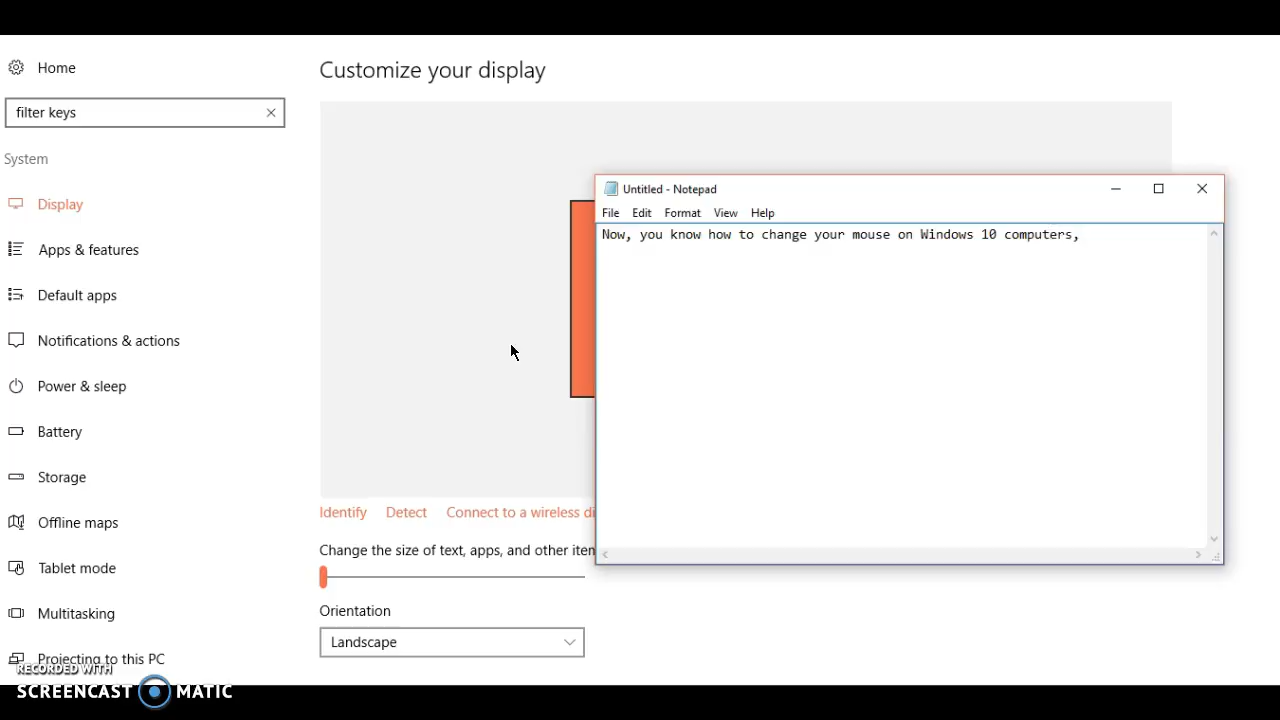 Home
Customize your display
filter keys
System
Display
Untitled - Notepad
File Edit Format View Help
Now, you know how to change your mouse on Windows 10 computers,
Apps & features
Default apps
Notifications & actions
Power & sleep
Battery
Storage
Offline maps
Tablet mode
Multitasking
Projecting to this PC
Identify Detect Connect to a wireless di
Change the size of text, apps, and other iten
Orientation
Landscape
RECORDED WITH
SCREENCAST MATIC